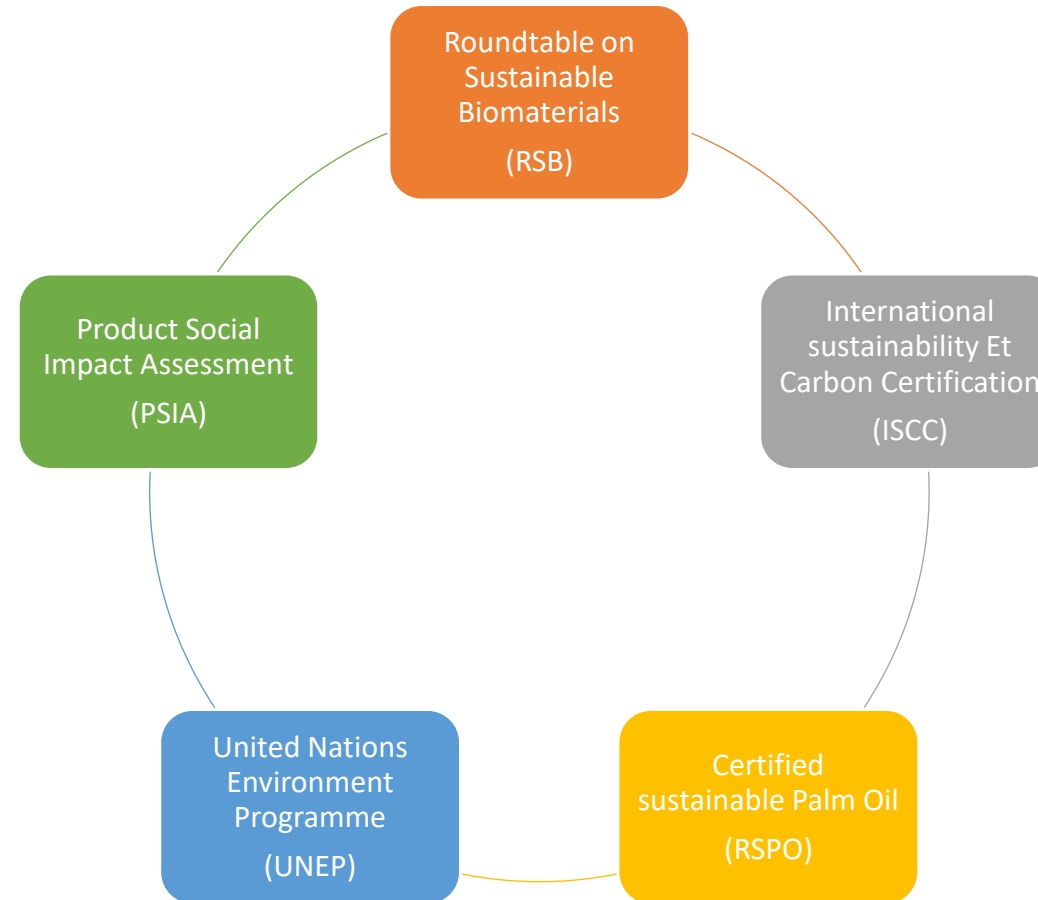 Roundtable on
Sustainable
Biomaterials
(RSB)
International
sustainability Et
Carbon Certification
(ISCC)
Certified
sustainable Palm Oil
(RSPO)
United Nations
Environment
Programme
(UNEP)
Product Social
Impact Assessment
(PSIA)